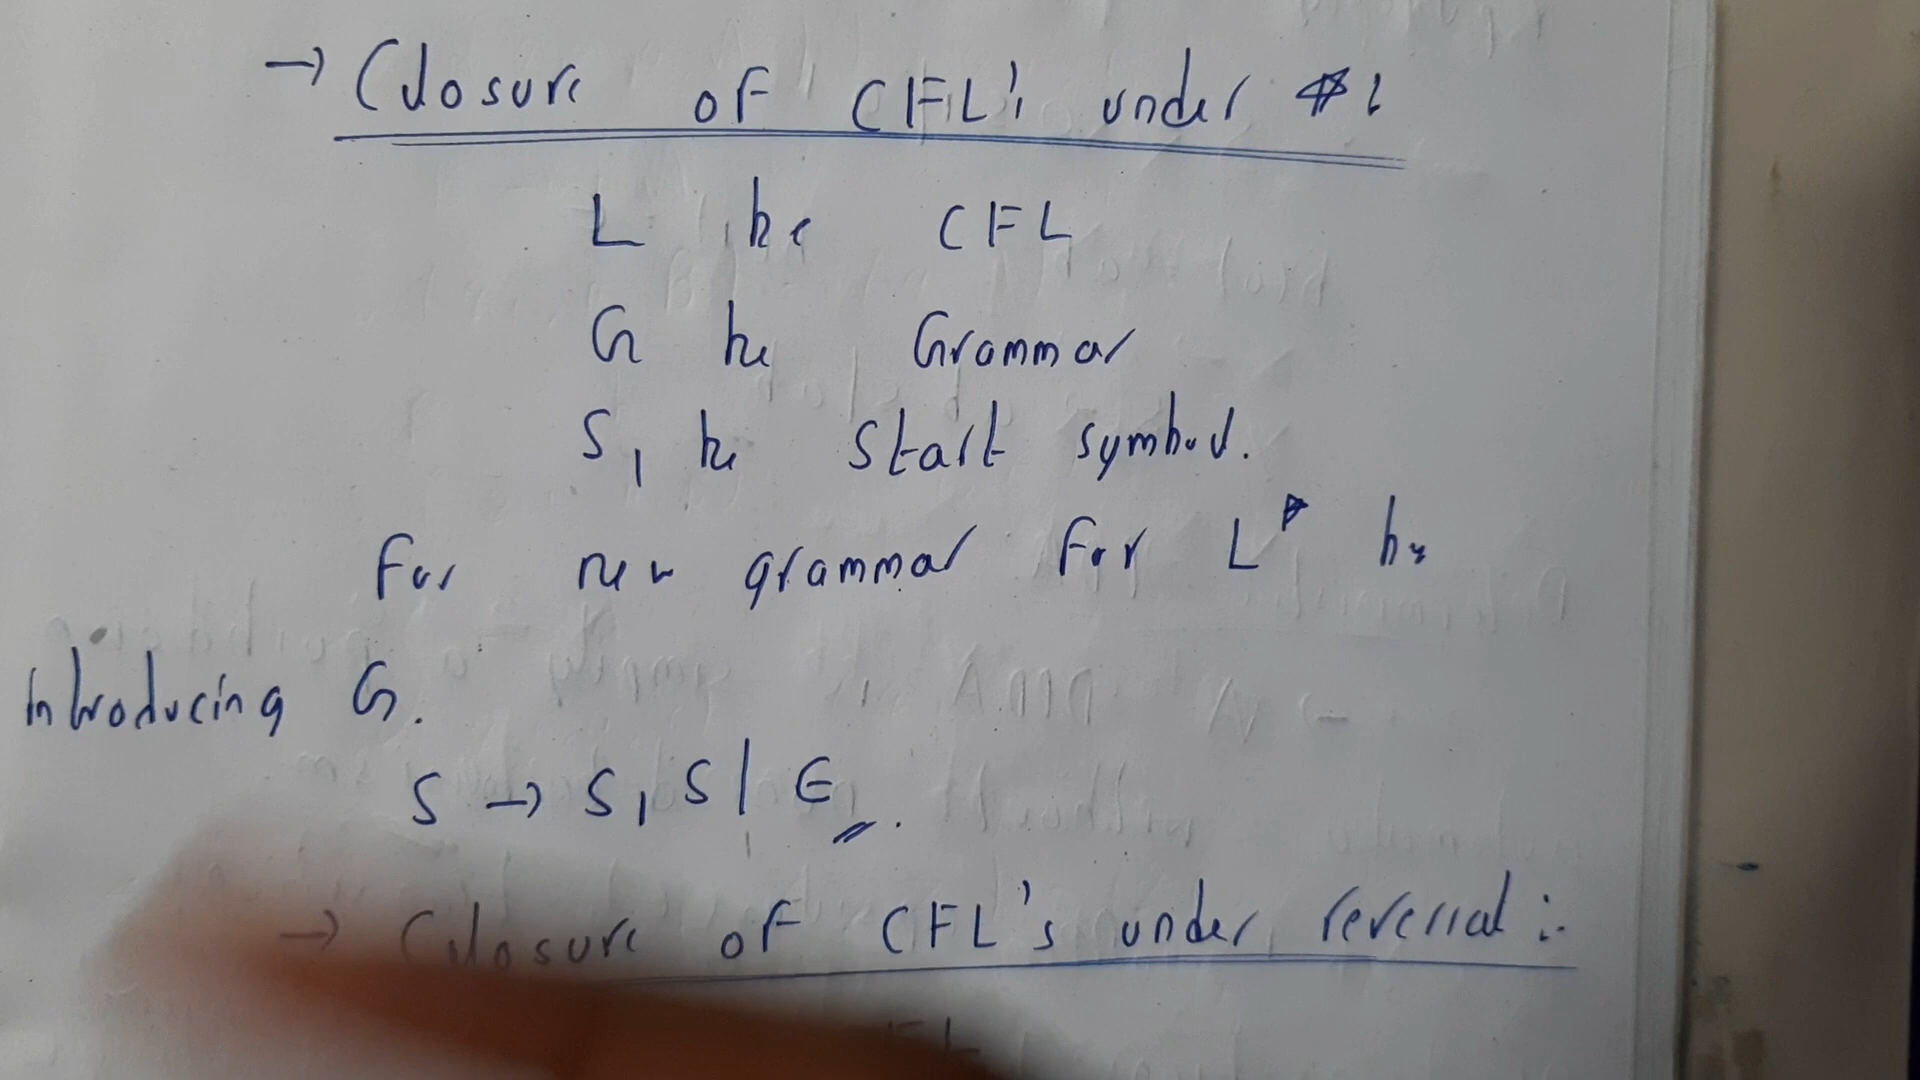 → Closure of CFL's under * :
L be CFL
G be Grammar
S1 be Start symbol.
For new grammar for L* by
introducing G.
S → S1 S | ∈ .
→ Closure of CFL's under reversal :-